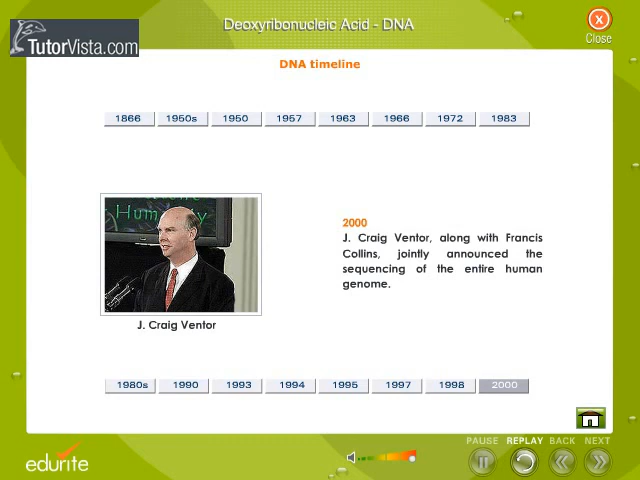 Deoxyribonucleic Acid - DNA
Close
TutorVista.com
DNA timeline
1866 1950s 1950 1957 1963 1966 1972 1983
Humanity
2000
J. Craig Ventor, along with Francis
Collins, jointly announced the
sequencing of the entire human
genome.
J. Craig Ventor
1980s 1990 1993 1994 1995 1997 1998 2000
PAUSE REPLAY BACK NEXT
edurite